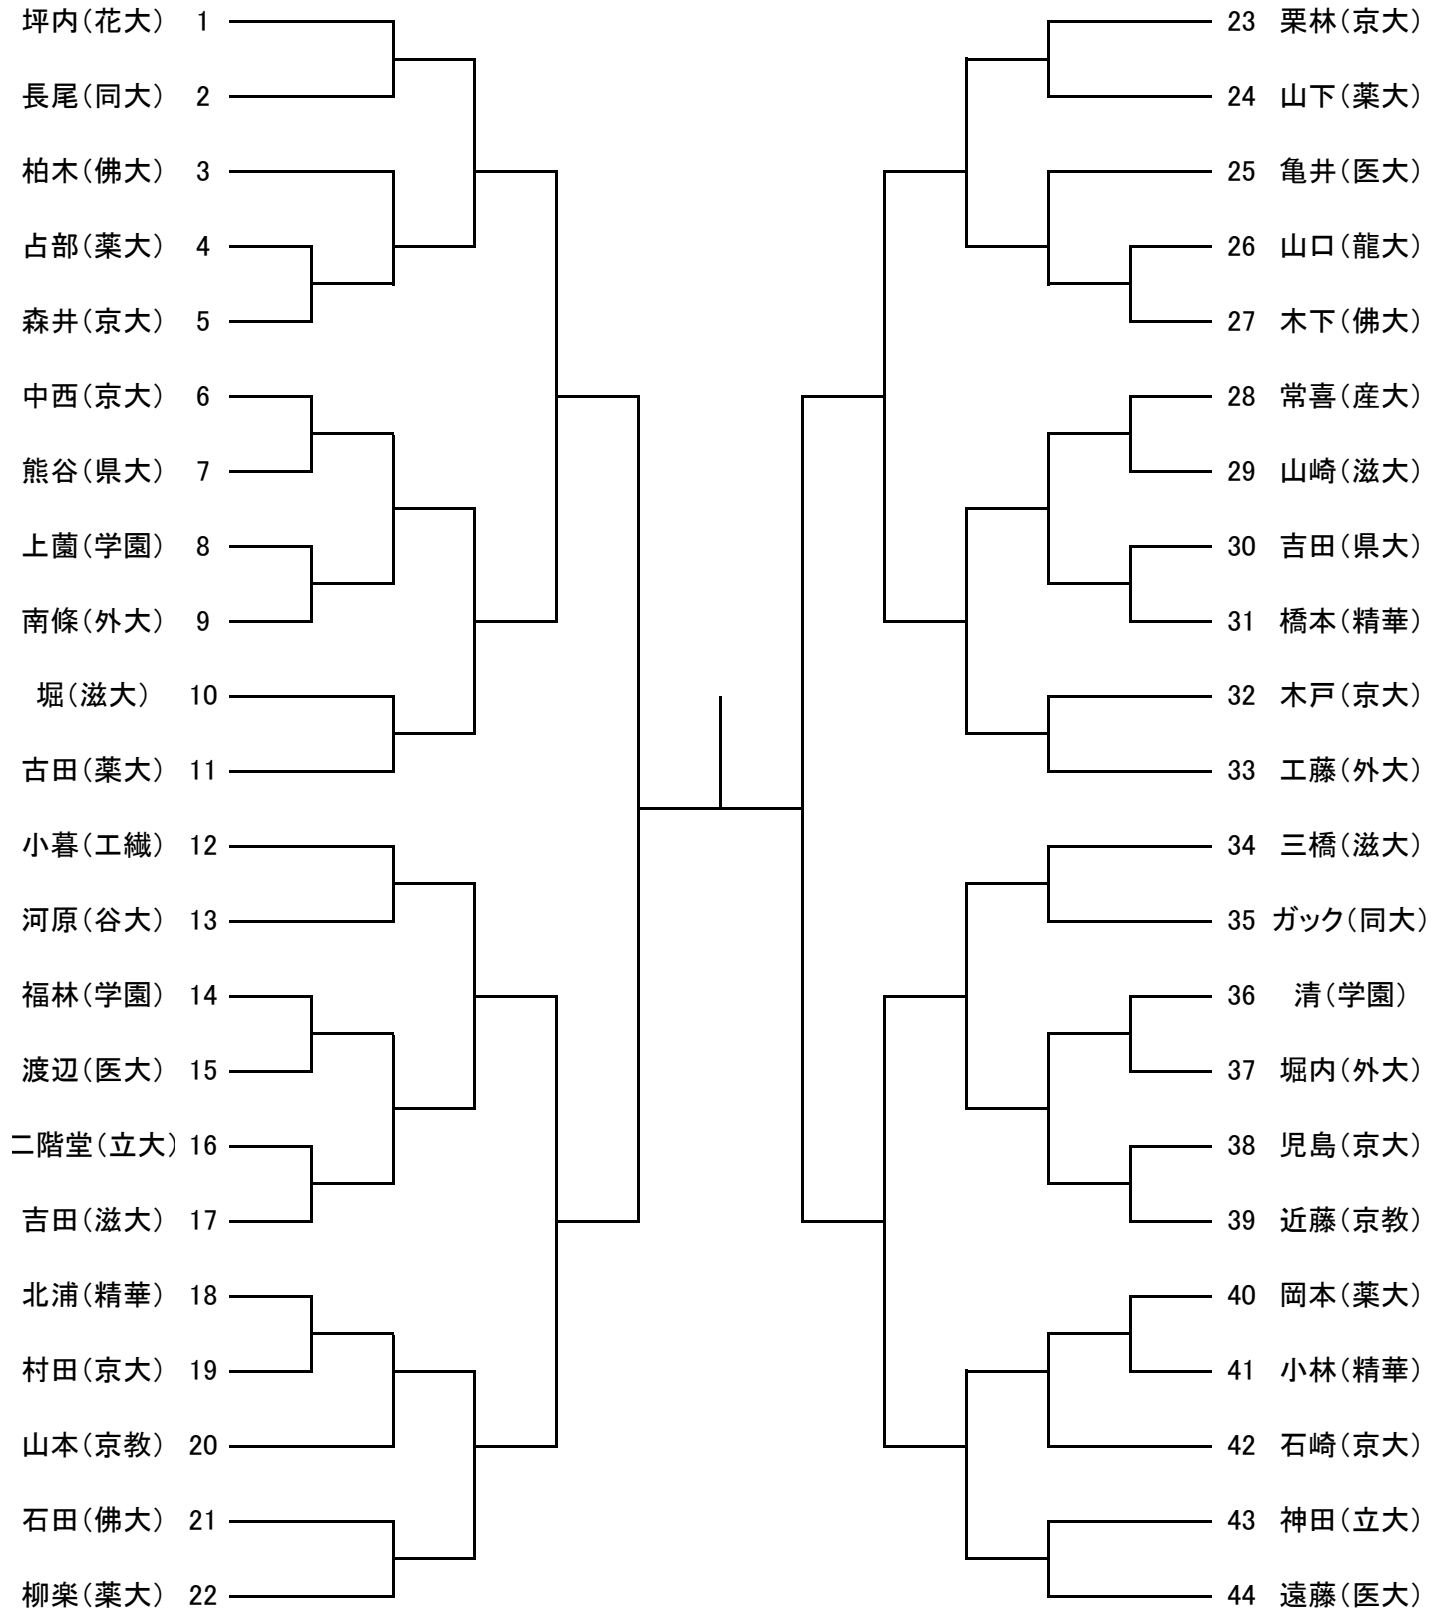 坪内(花大) 1
長尾(同大) 2
柏木(佛大) 3
占部(薬大) 4
森井(京大) 5
中西(京大) 6
熊谷(県大) 7
上薗(学園) 8
南條(外大) 9
堀(滋大) 10
古田(薬大) 11
小暮(工繊) 12
河原(谷大) 13
福林(学園) 14
渡辺(医大) 15
二階堂(立大) 16
吉田(滋大) 17
北浦(精華) 18
村田(京大) 19
山本(京教) 20
石田(佛大) 21
柳楽(薬大) 22
23 栗林(京大)
24 山下(薬大)
25 亀井(医大)
26 山口(龍大)
27 木下(佛大)
28 常喜(産大)
29 山崎(滋大)
30 吉田(県大)
31 橋本(精華)
32 木戸(京大)
33 工藤(外大)
34 三橋(滋大)
35 ガック(同大)
36 清(学園)
37 堀内(外大)
38 児島(京大)
39 近藤(京教)
40 岡本(薬大)
41 小林(精華)
42 石崎(京大)
43 神田(立大)
44 遠藤(医大)